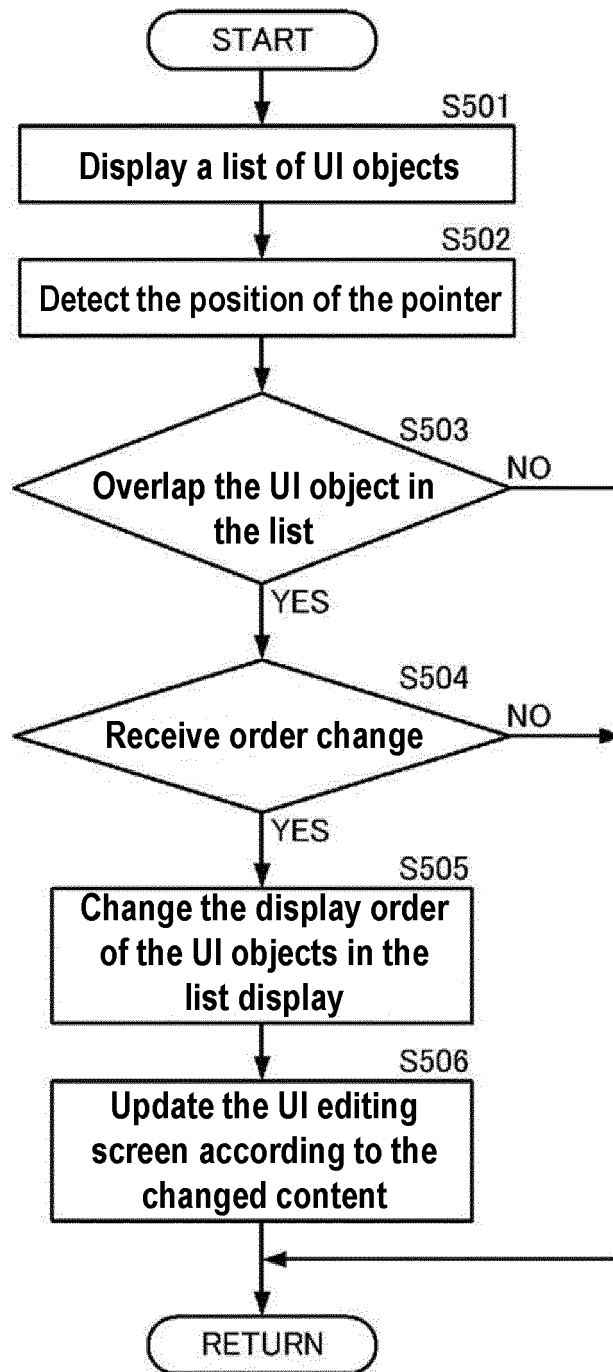 START
S501
Display a list of UI objects
S502
Detect the position of the pointer
S503
NO
Overlap the UI object in
the list
YES
S504
NO
Receive order change
YES
S505
Change the display order
of the UI objects in the
list display
S506
Update the UI editing
screen according to the
changed content
RETURN